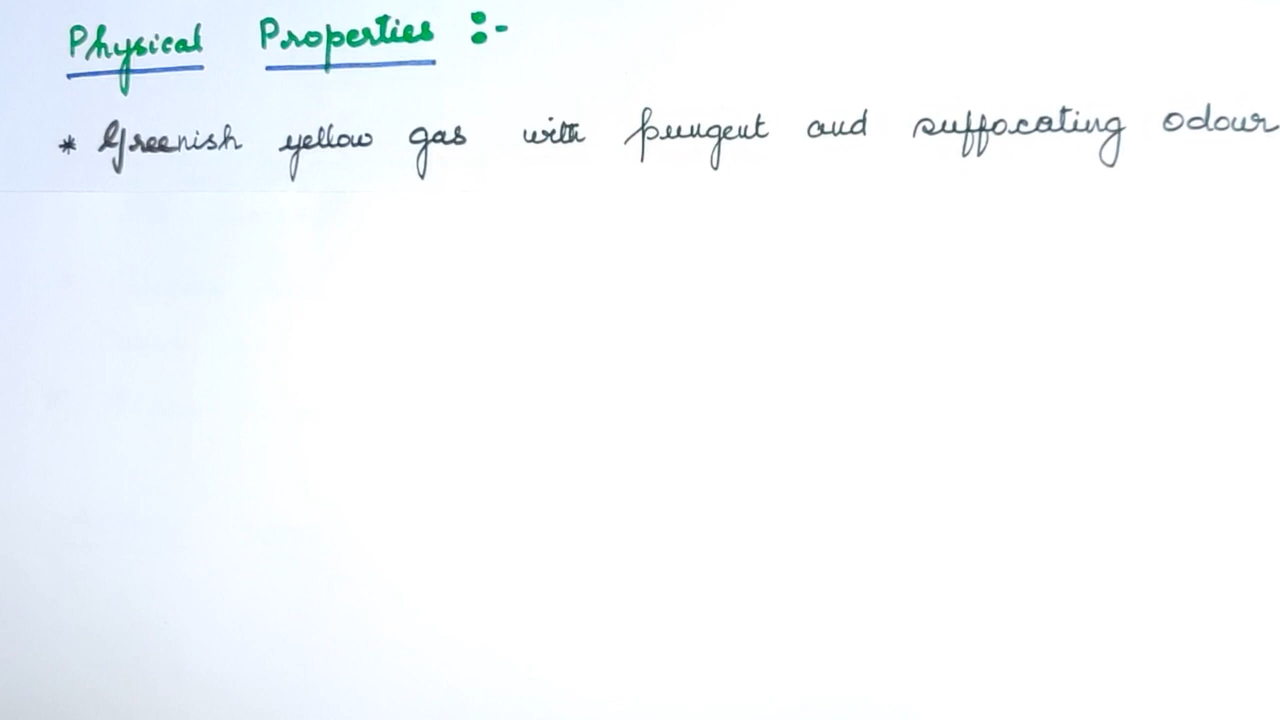 Physical Properties :-
* Greenish yellow gas with pungent and suffocating odour